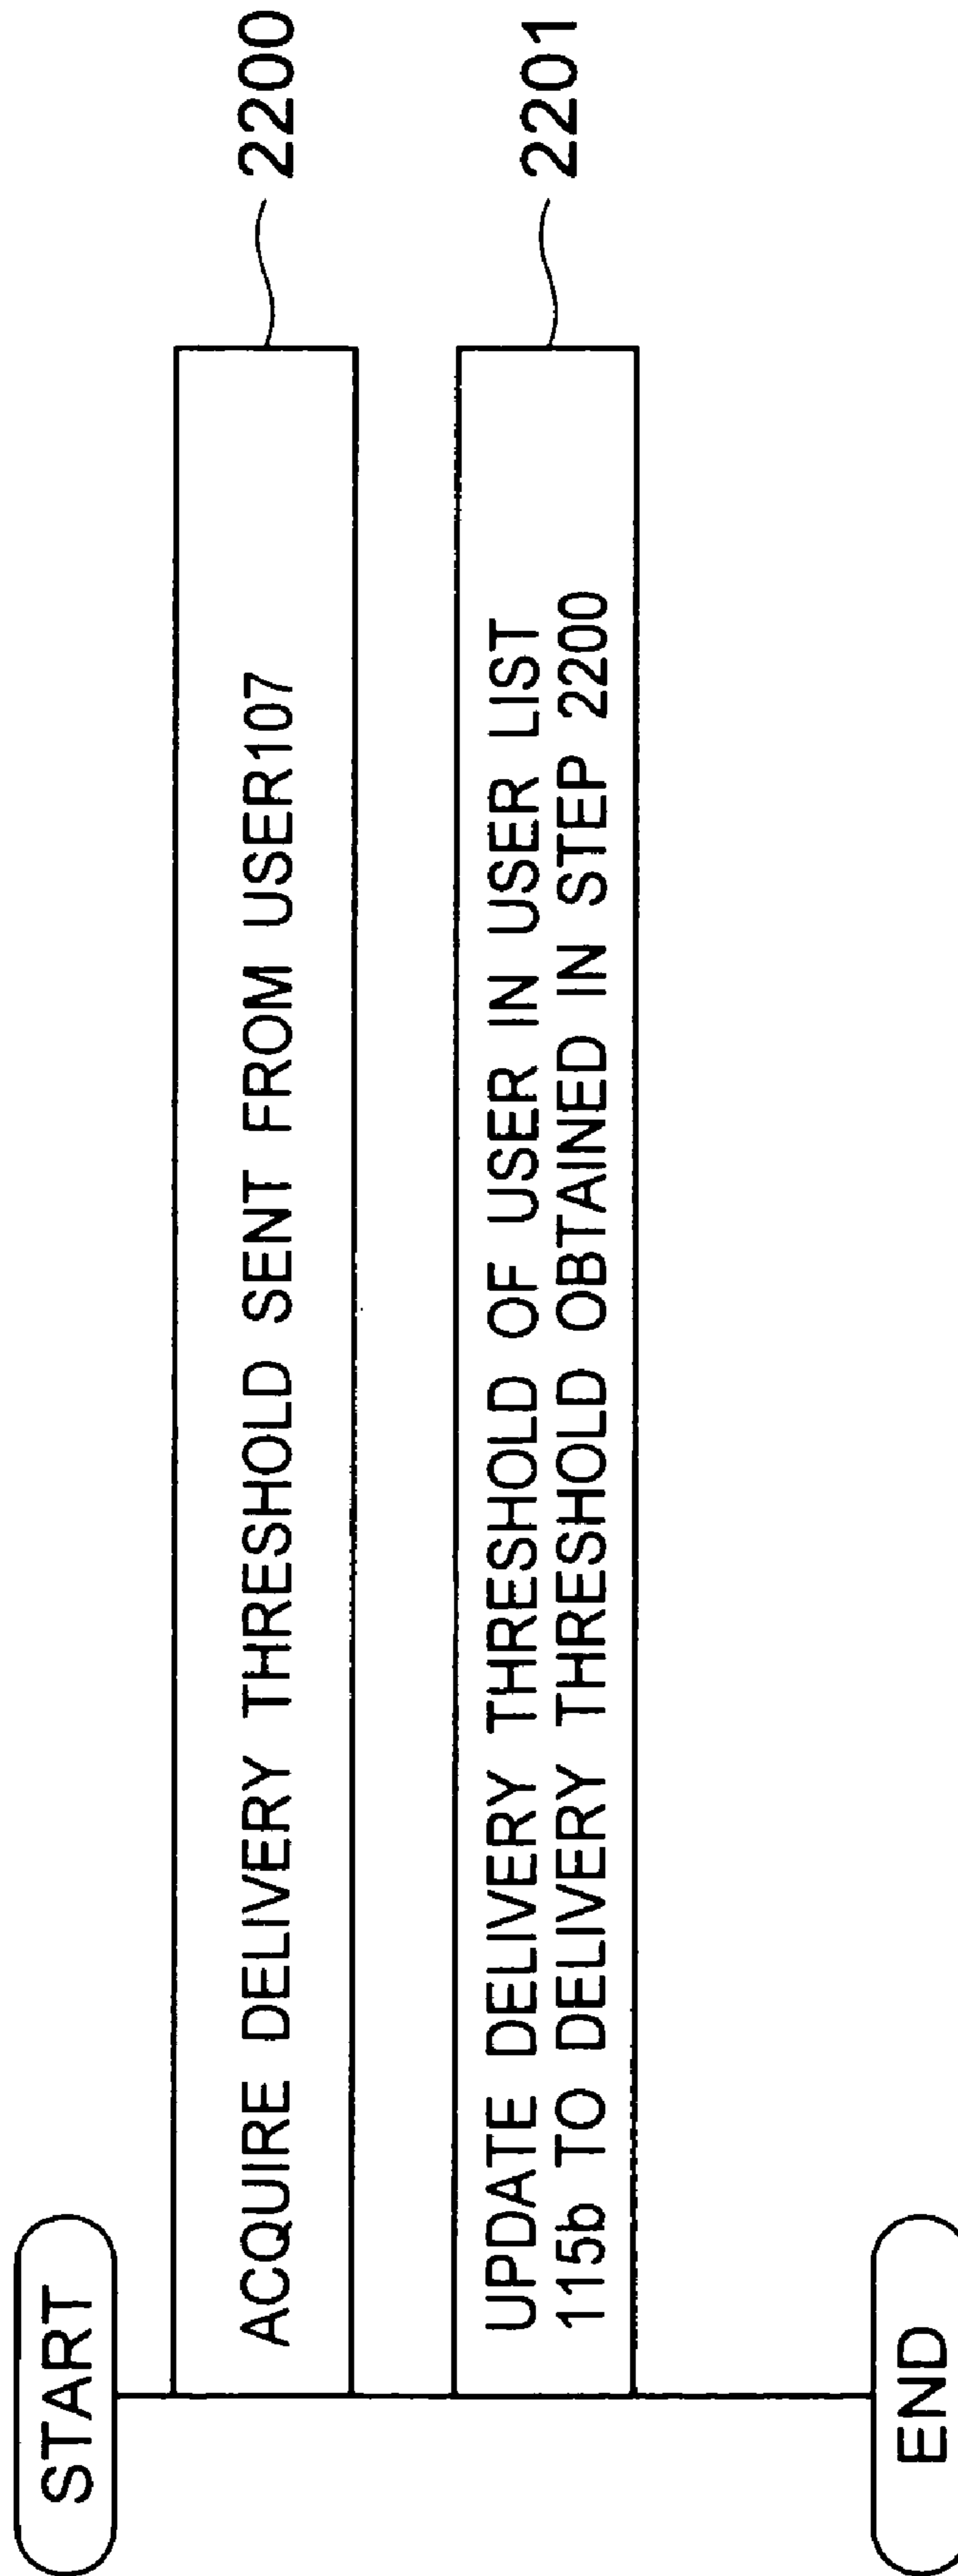 START
ACQUIRE DELIVERY THRESHOLD SENT FROM USER107
2200
UPDATE DELIVERY THRESHOLD OF USER IN USER LIST
115b TO DELIVERY THRESHOLD OBTAINED IN STEP 2200
2201
END